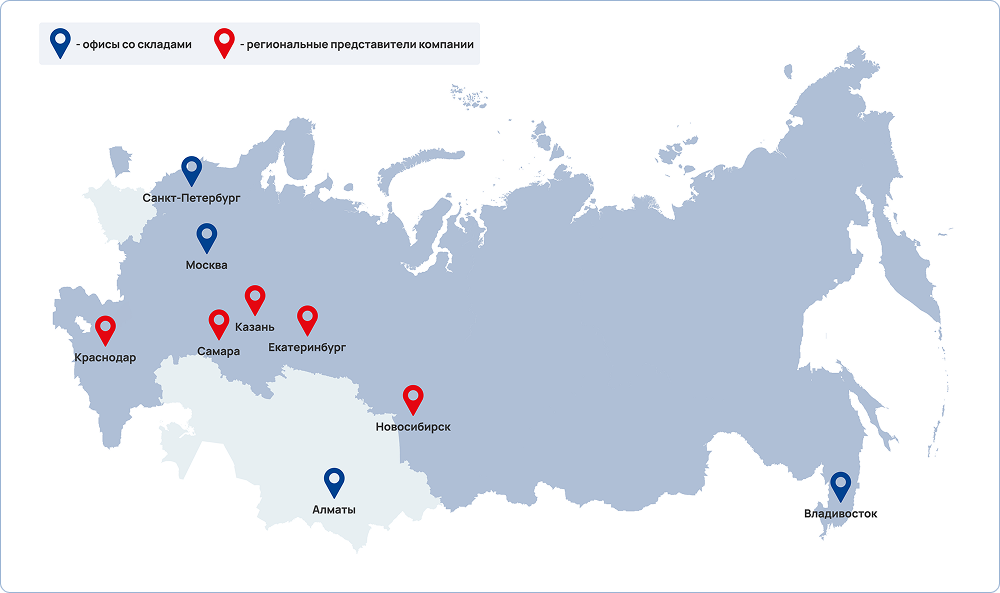 - офисы со складами
- региональные представители компании
Санкт-Петербург
Москва
Казань
Екатеринбург
Самара
Краснодар
Новосибирск
Алматы
Владивосток